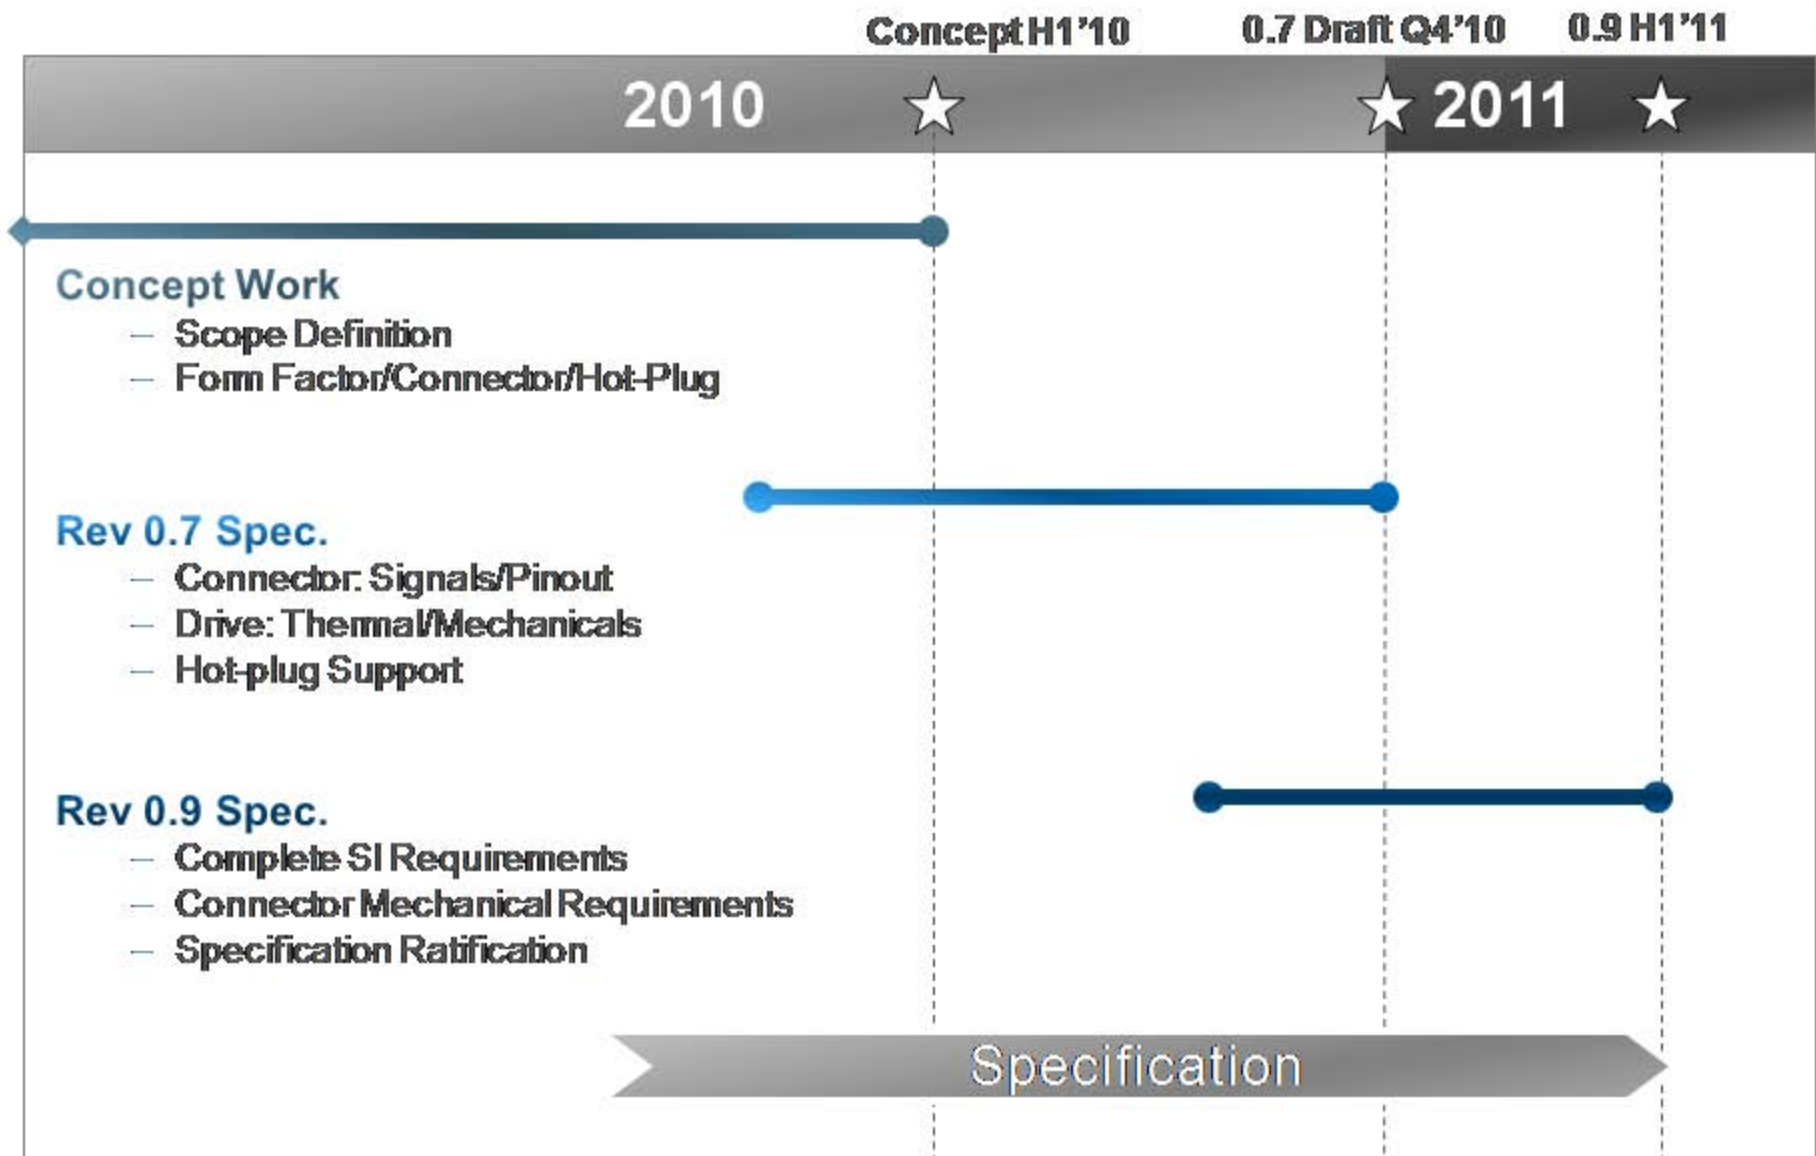 Concept H1'10 0.7 Draft Q4'10 0.9 H1'11
2010 2011
Concept Work
– Scope Definition
– Form Factor/Connector/Hot-Plug
Rev 0.7 Spec.
– Connector: Signals/Pinout
– Drive: Thermal/Mechanicals
– Hot-plug Support
Rev 0.9 Spec.
– Complete SI Requirements
– Connector Mechanical Requirements
– Specification Ratification
Specification